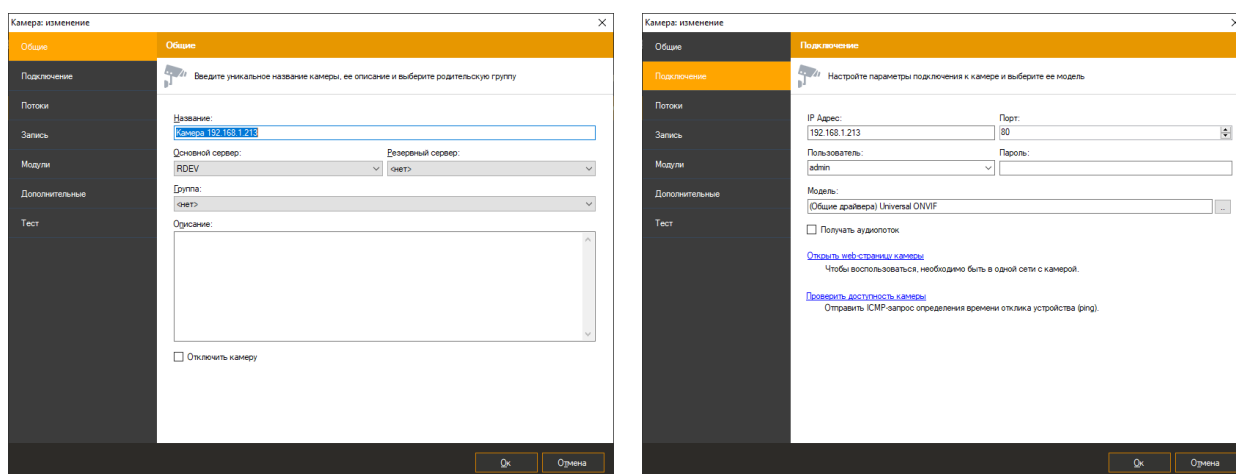 Камера: изменение
Общие
Подключение
Потоки
Запись
Модули
Дополнительные
Тест
Общие
Введите уникальное название камеры, ее описание и выберите родительскую группу
Название:
Камера 192.168.1.213
Основной сервер: Резервный сервер:
RDEV <нет>
Группа:
<нет>
Описание:
Отключить камеру
Ок Отмена
Камера: изменение
Общие
Подключение
Потоки
Запись
Модули
Дополнительные
Тест
Подключение
Настройте параметры подключения к камере и выберите ее модель
IP Адрес: Порт:
192.168.1.213 80
Пользователь: Пароль:
admin
Модель:
(Общие драйвера) Universal ONVIF ...
Получать аудиопоток
Открыть web-страницу камеры
Чтобы воспользоваться, необходимо быть в одной сети с камерой.
Проверить доступность камеры
Отправить ICMP-запрос определения времени отклика устройства (ping).
Ок Отмена